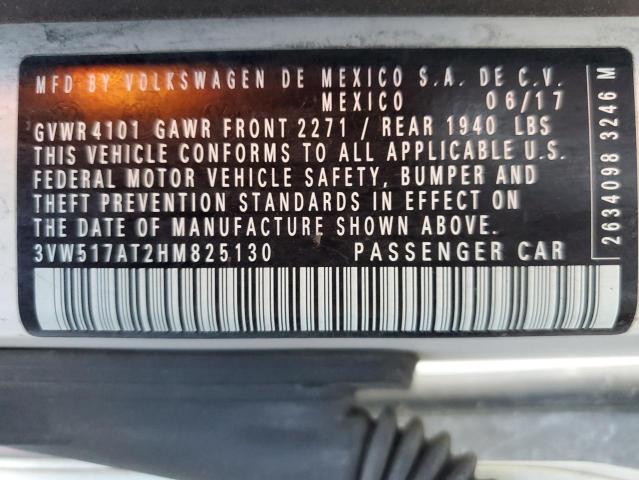 MFD BY VOLKSWAGEN DE MEXICO S.A. DE C.V.
MEXICO 06/17
GVWR 4101 GAWR FRONT 2271 / REAR 1940 LBS
THIS VEHICLE CONFORMS TO ALL APPLICABLE U.S.
FEDERAL MOTOR VEHICLE SAFETY, BUMPER AND
THEFT PREVENTION STANDARDS IN EFFECT ON
THE DATE OF MANUFACTURE SHOWN ABOVE.
3VW517AT2HM825130 PASSENGER CAR
2634098 3246 M